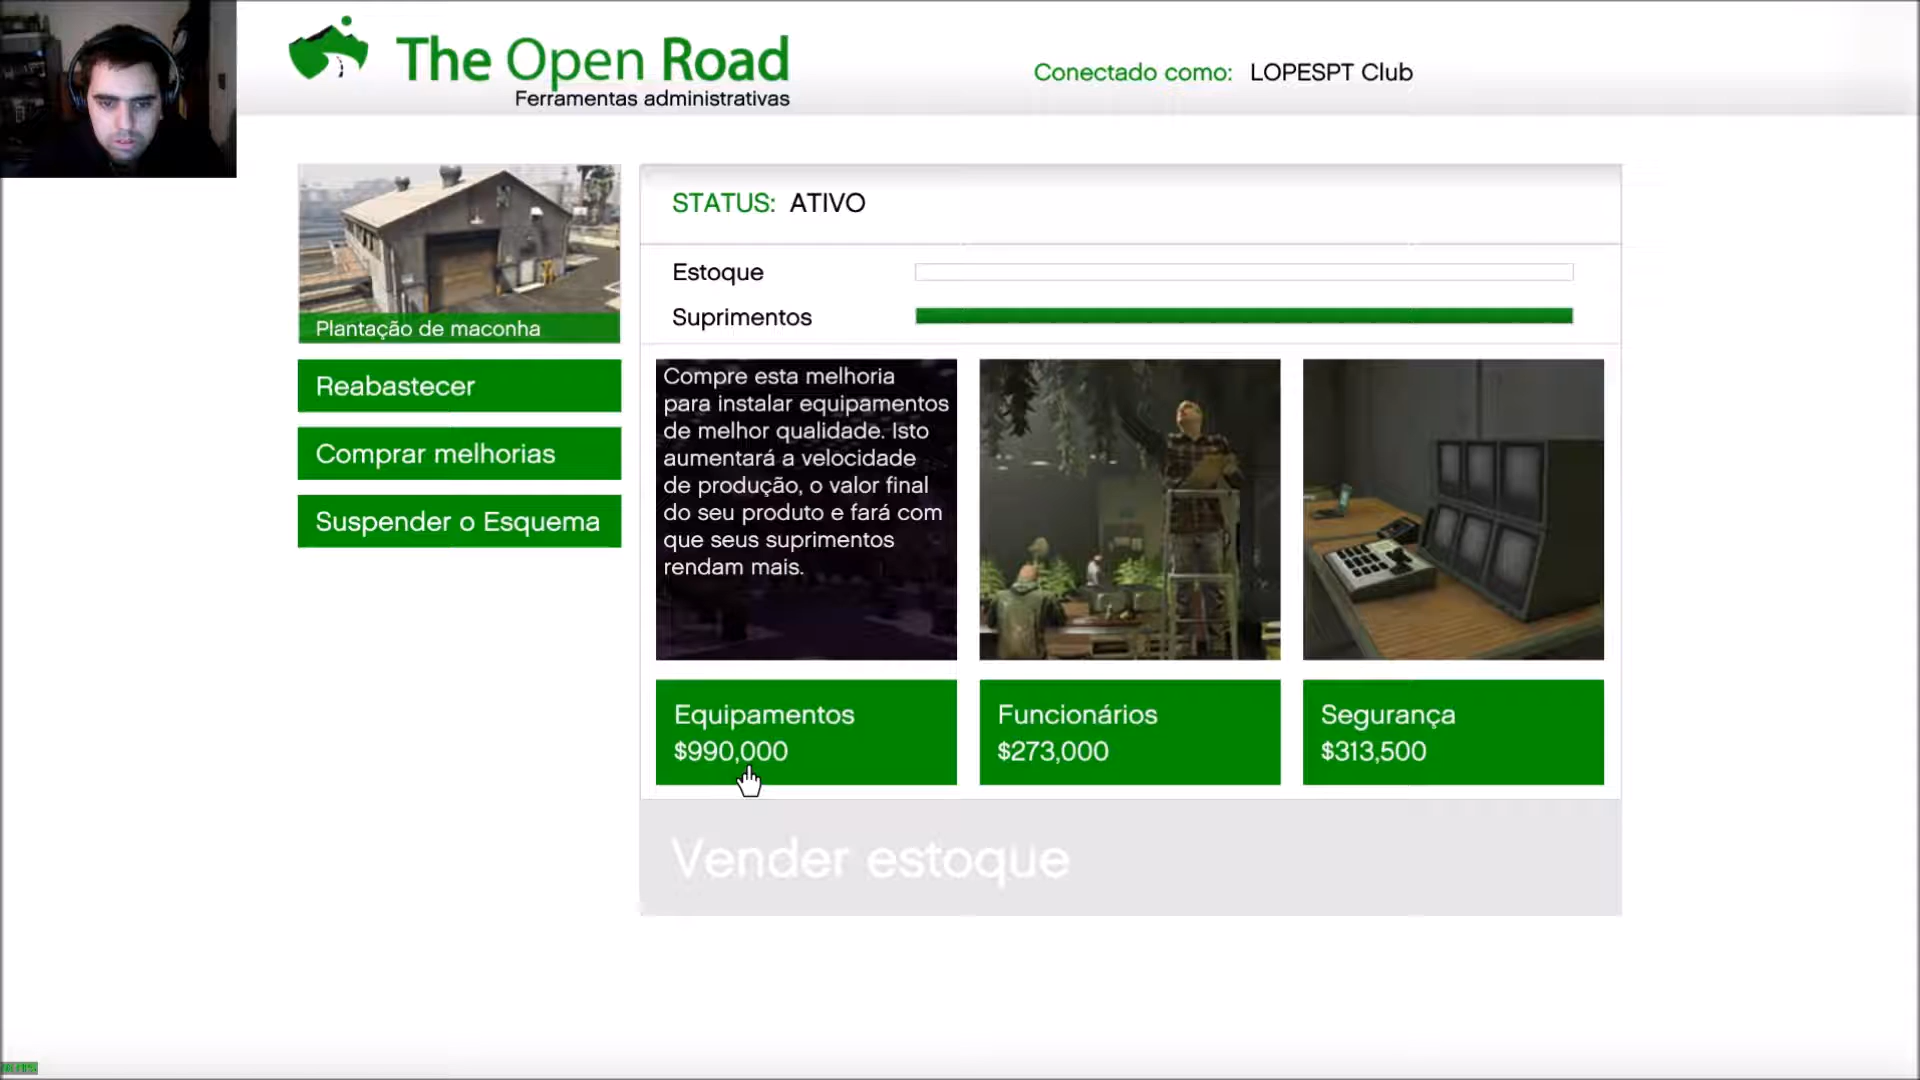 The Open Road
Ferramentas administrativas
Conectado como: LOPESPT Club
Plantação de maconha
Reabastecer
Comprar melhorias
Suspender o Esquema
STATUS: ATIVO
Estoque
Suprimentos
Compre esta melhoria
para instalar equipamentos
de melhor qualidade. Isto
aumentará a velocidade
de produção, o valor final
do seu produto e fará com
que seus suprimentos
rendam mais.
Equipamentos
$990,000
Funcionários
$273,000
Segurança
$313,500
Vender estoque